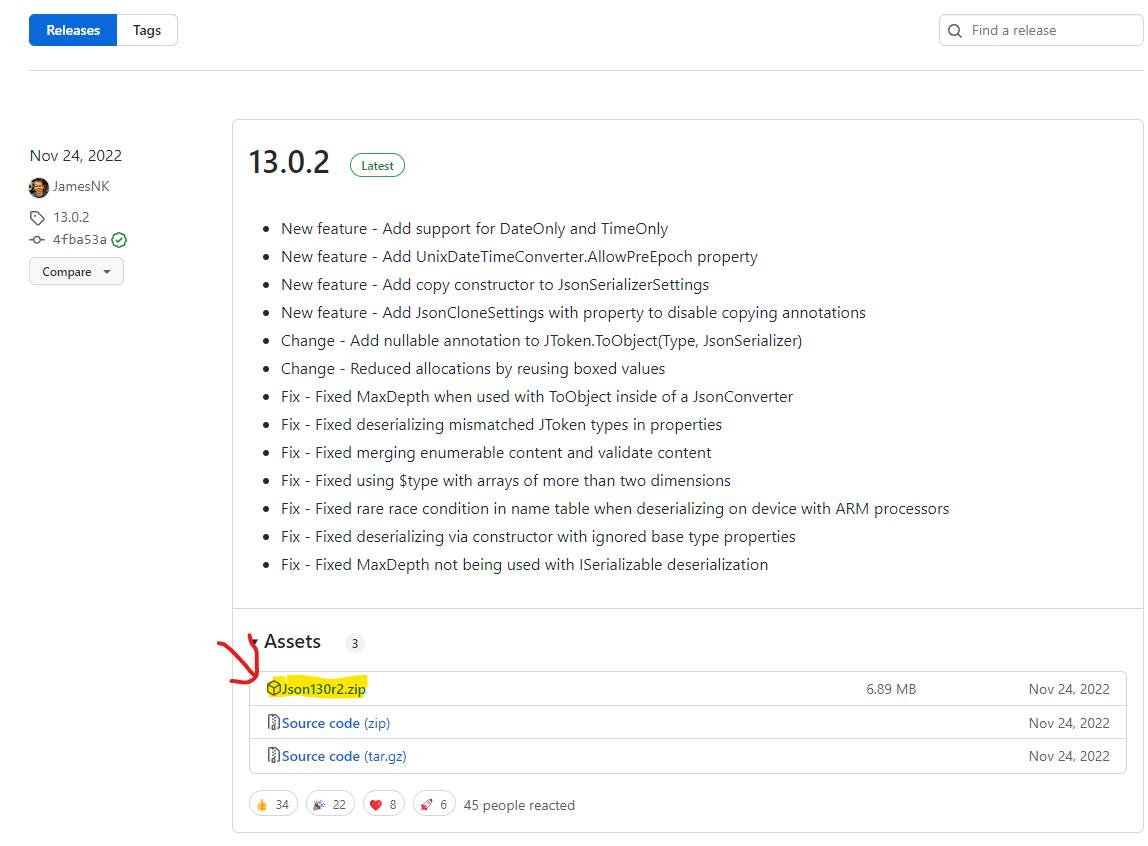 Releases
Tags
Find a release
Nov 24, 2022
JamesNK
13.0.2
4fba53a
Compare
13.0.2
Latest
New feature - Add support for DateOnly and TimeOnly
New feature - Add UnixDateTimeConverter.AllowPreEpoch property
New feature - Add copy constructor to JsonSerializerSettings
New feature - Add JsonCloneSettings with property to disable copying annotations
Change - Add nullable annotation to JToken.ToObject(Type, JsonSerializer)
Change - Reduced allocations by reusing boxed values
Fix - Fixed MaxDepth when used with ToObject inside of a JsonConverter
Fix - Fixed deserializing mismatched JToken types in properties
Fix - Fixed merging enumerable content and validate content
Fix - Fixed using $type with arrays of more than two dimensions
Fix - Fixed rare race condition in name table when deserializing on device with ARM processors
Fix - Fixed deserializing via constructor with ignored base type properties
Fix - Fixed MaxDepth not being used with ISerializable deserialization
Assets 3
Json130r2.zip 6.89 MB Nov 24, 2022
Source code (zip) Nov 24, 2022
Source code (tar.gz) Nov 24, 2022
34 22 8 6 45 people reacted